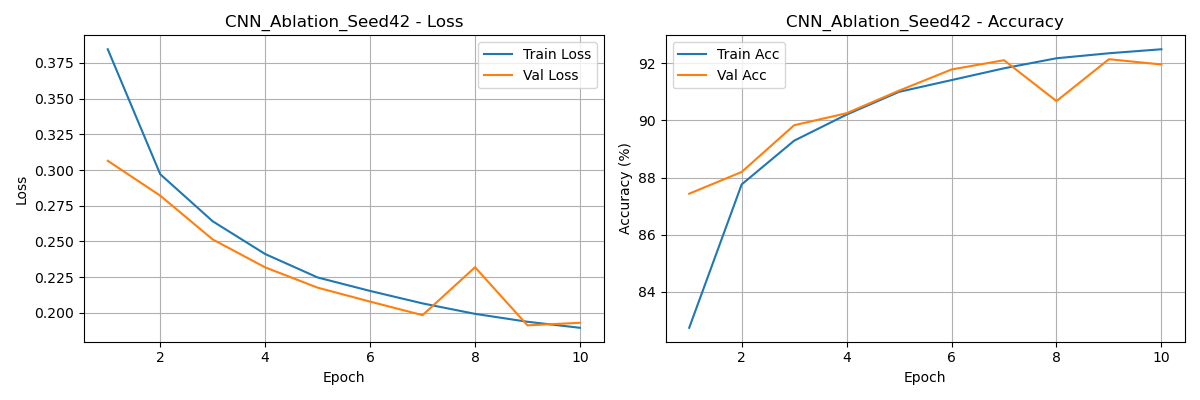 CNN_Ablation_Seed42 - Loss
Train Loss
Val Loss
0.375
0.350
0.325
0.300
0.275
0.250
0.225
0.200
Loss
2 4 6 8 10
Epoch
CNN_Ablation_Seed42 - Accuracy
Train Acc
Val Acc
92
90
88
86
84
Accuracy (%)
2 4 6 8 10
Epoch